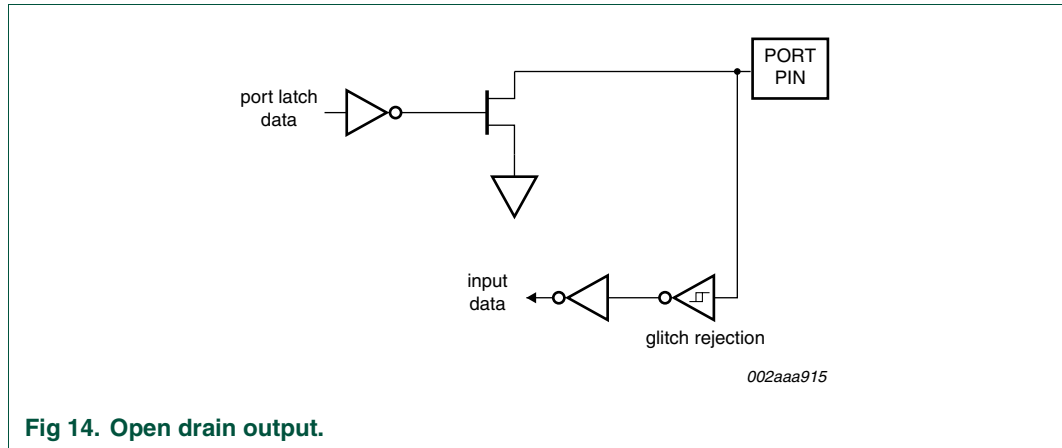 PORT
PIN
port latch
data
input
data
glitch rejection
002aaa915
Fig 14. Open drain output.